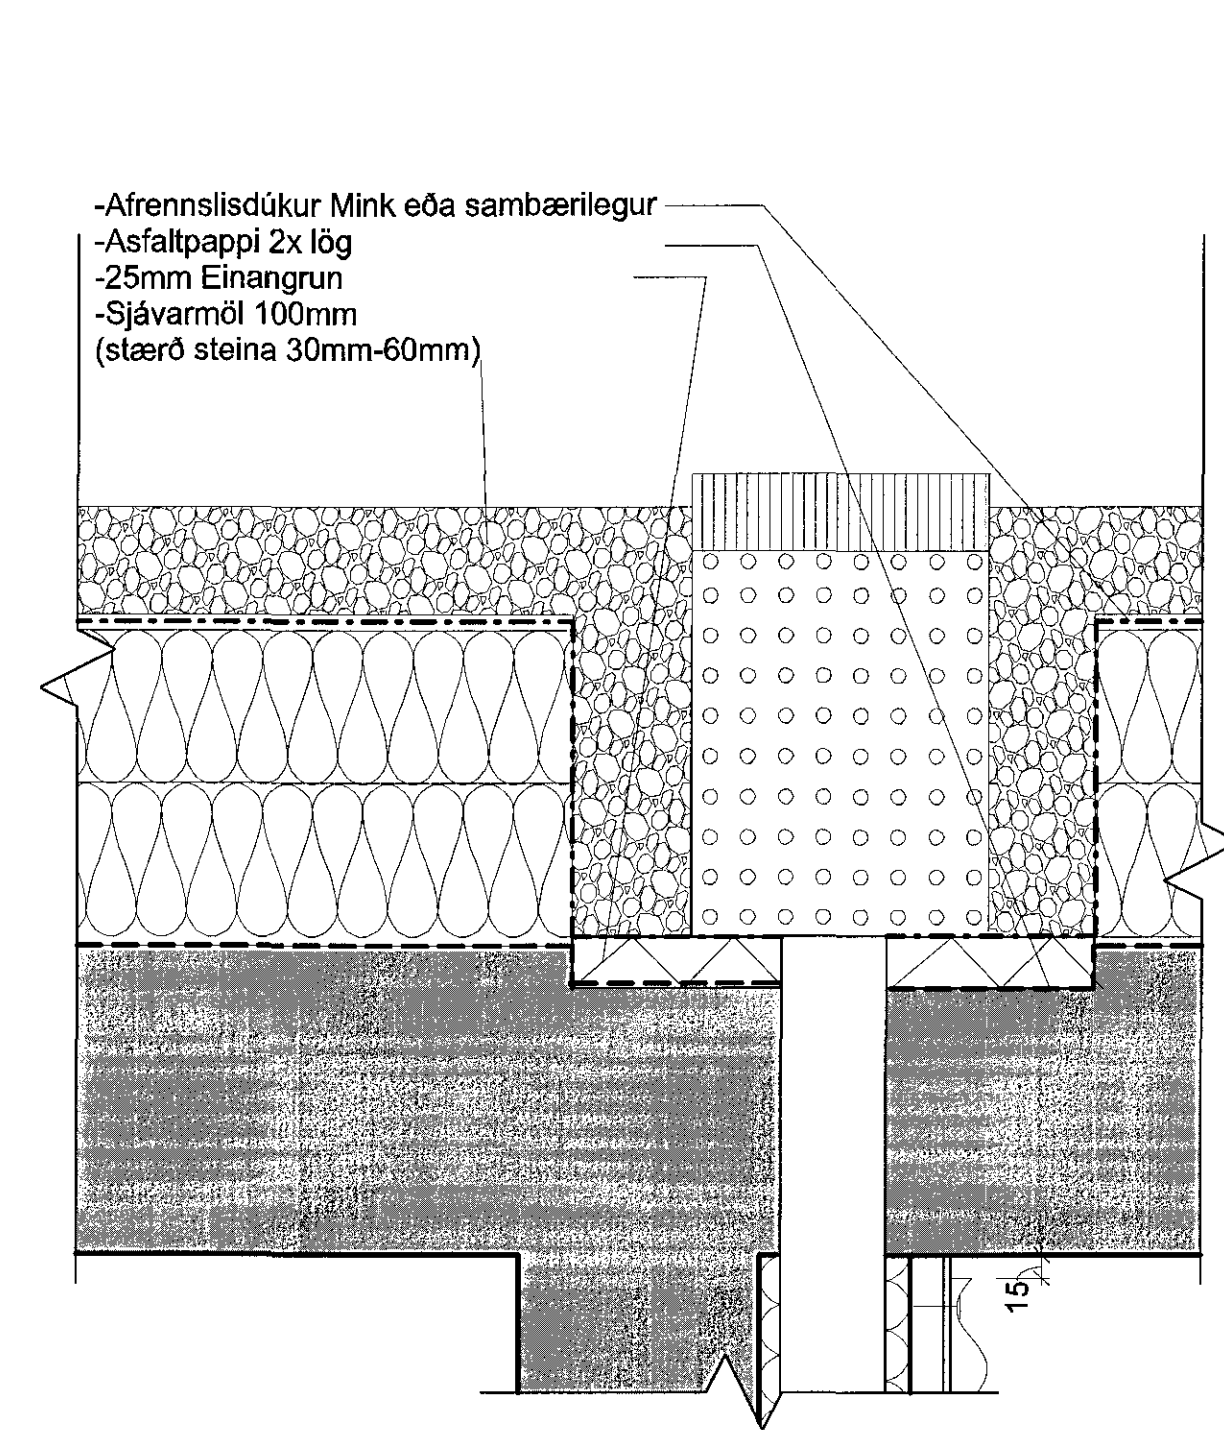 -Afrennslisdúkur Mink eða sambærilegur
-Asfaltpappi 2x lög
-25mm Einangrun
-Sjávarmöl 100mm
(stærð steina 30mm-60mm)
15